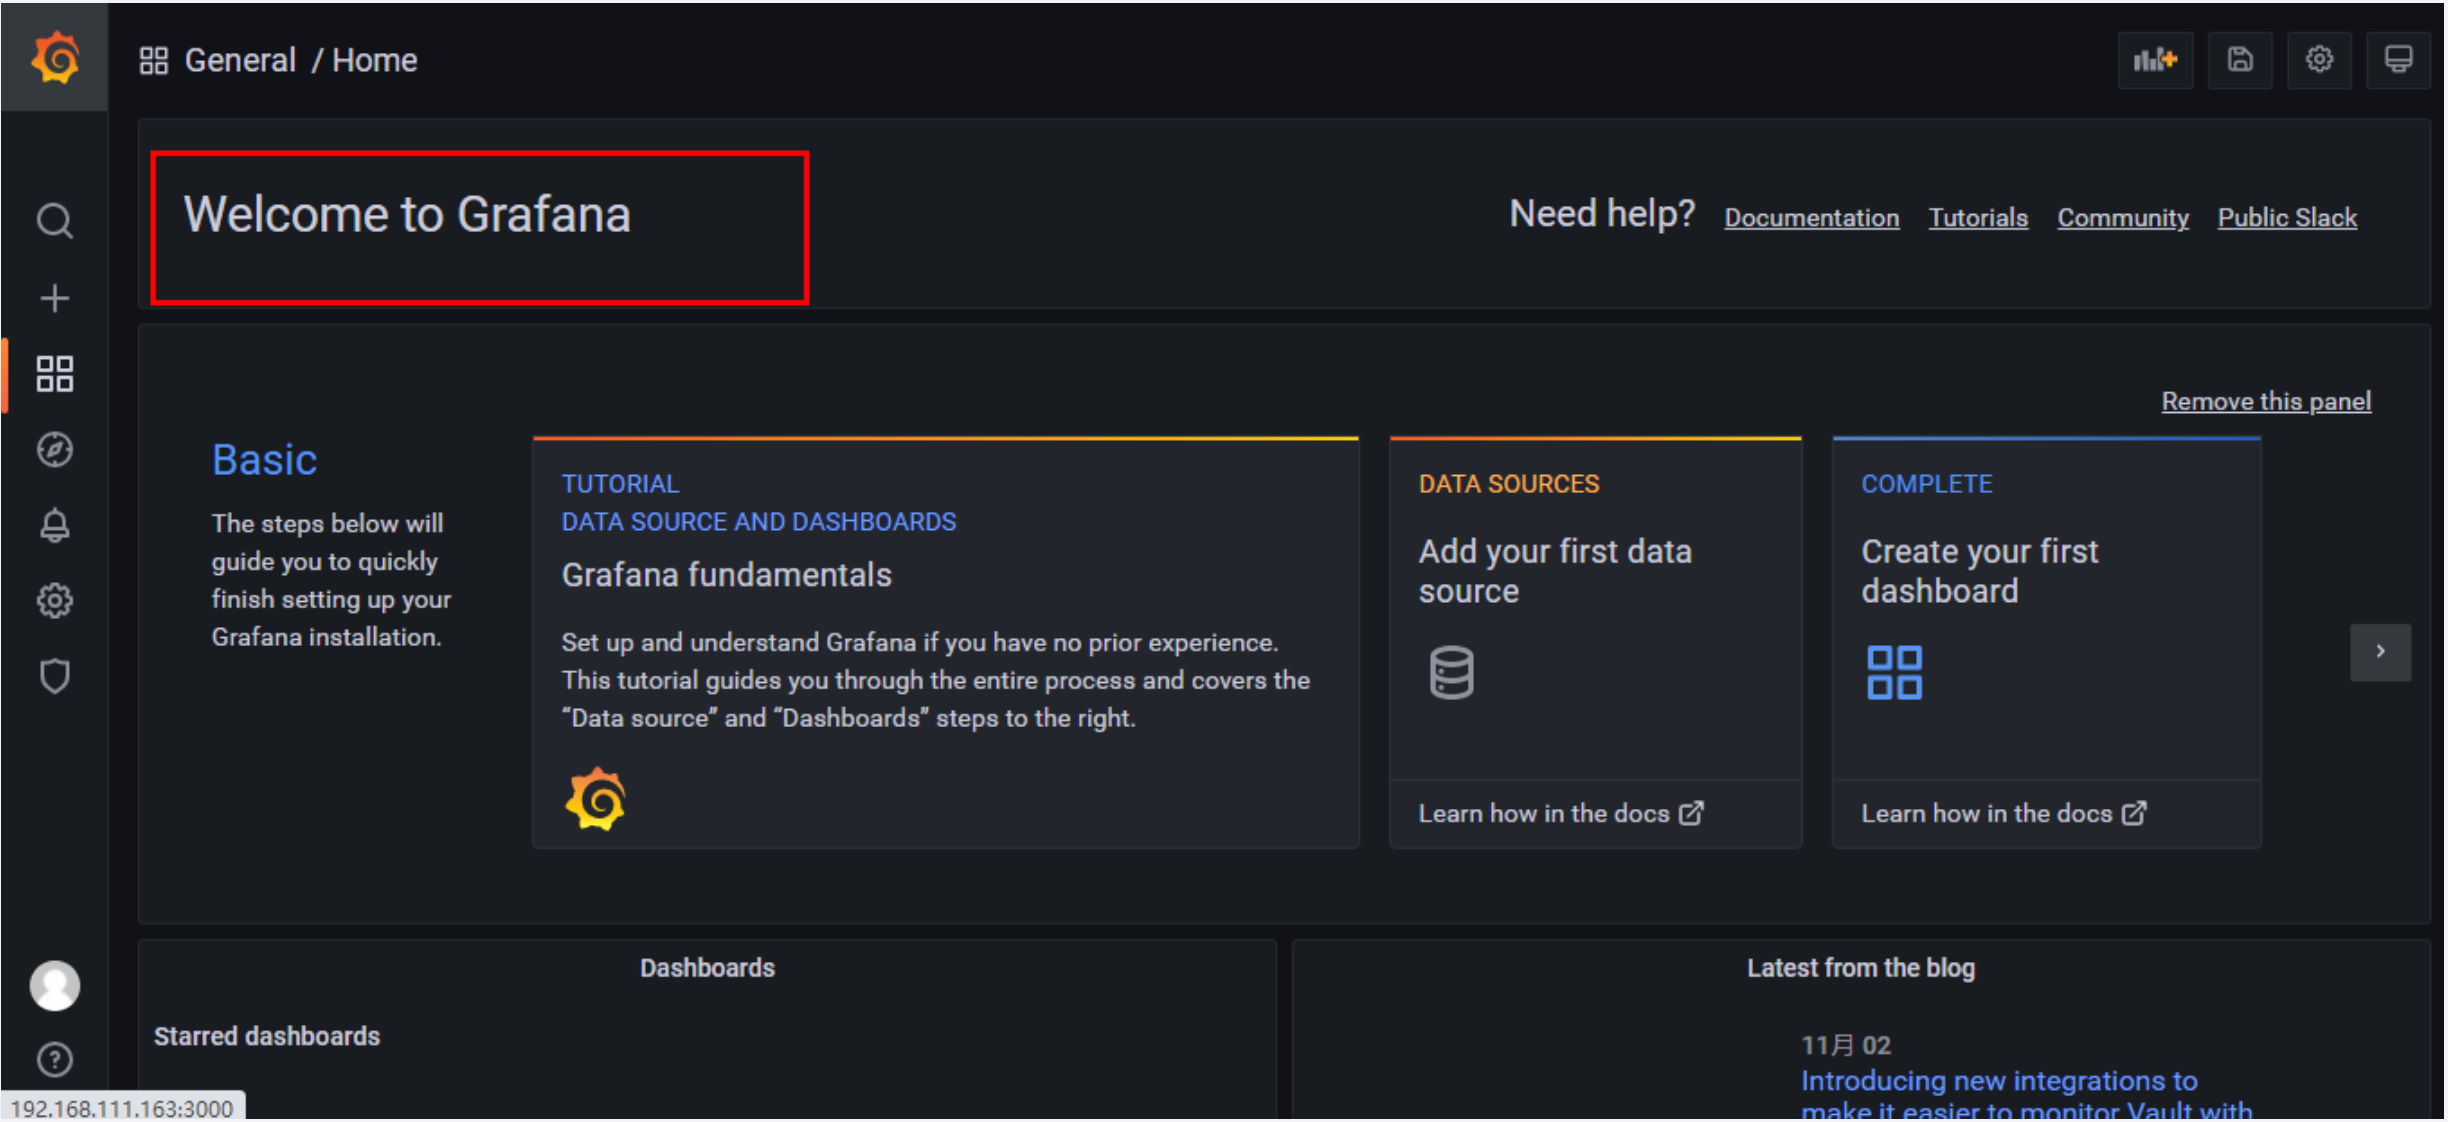 General / Home
Welcome to Grafana
Need help? Documentation Tutorials Community Public Slack
Remove this panel
Basic
The steps below will
guide you to quickly
finish setting up your
Grafana installation.
TUTORIAL
DATA SOURCE AND DASHBOARDS
Grafana fundamentals
Set up and understand Grafana if you have no prior experience.
This tutorial guides you through the entire process and covers the
“Data source” and “Dashboards” steps to the right.
DATA SOURCES
Add your first data
source
Learn how in the docs
COMPLETE
Create your first
dashboard
Learn how in the docs
Dashboards
Starred dashboards
Latest from the blog
11月 02
Introducing new integrations to
make it easier to monitor Vault with
192.168.111.163:3000